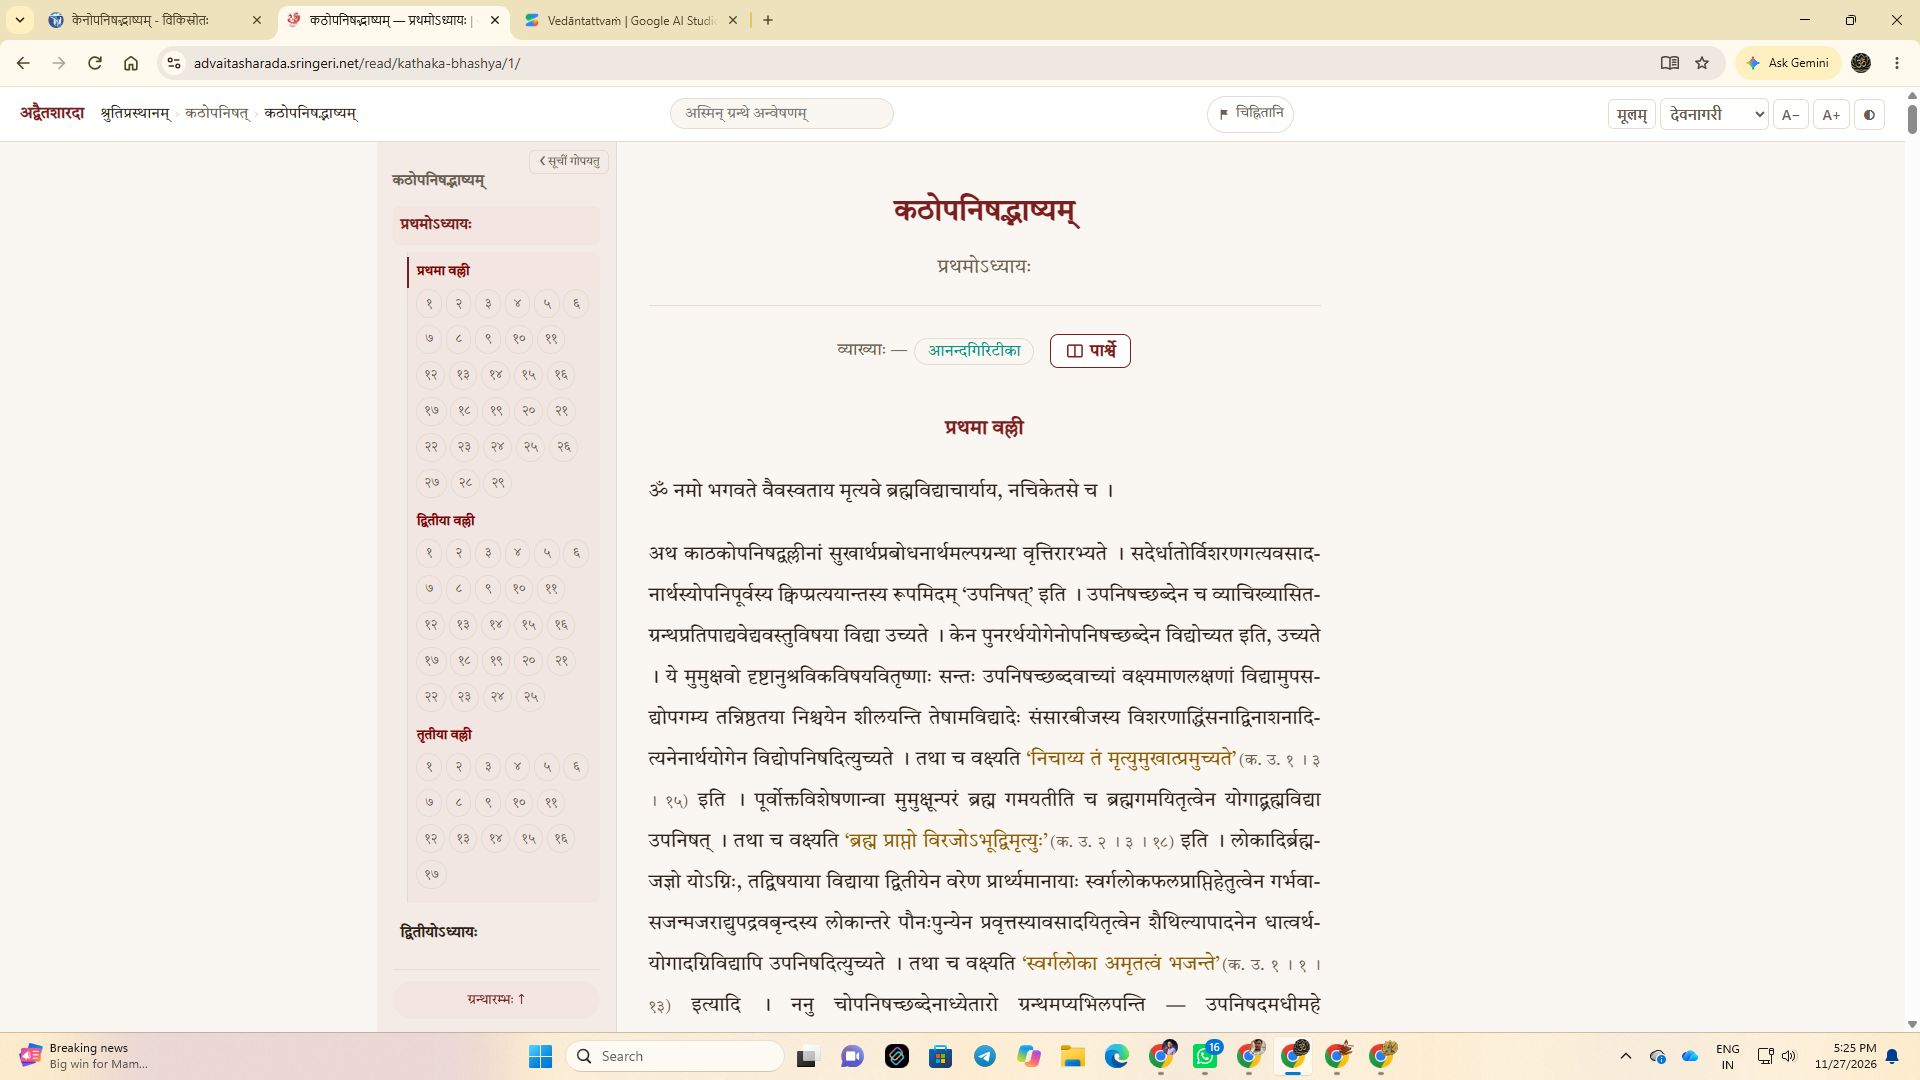 केनोपनिषद्भाष्यम् - विकिस्रोतः
कठोपनिषद्भाष्यम् — प्रथमोऽध्यायः |
Vedāntattvaṁ | Google AI Studio
advaitasharada.sringeri.net/read/kathaka-bhashya/1/
Ask Gemini
अद्वैतशारदा श्रुतिप्रस्थानम् › कठोपनिषत् › कठोपनिषद्भाष्यम्
अस्मिन् ग्रन्थे अन्वेषणम्
चिह्नितानि
मूलम् देवनागरी A− A+
सूचीं गोपयतु
कठोपनिषद्भाष्यम्
प्रथमोऽध्यायः
प्रथमा वल्ली
१ २ ३ ४ ५ ६
७ ८ ९ १० ११
१२ १३ १४ १५ १६
१७ १८ १९ २० २१
२२ २३ २४ २५ २६
२७ २८ २९
द्वितीया वल्ली
१ २ ३ ४ ५ ६
७ ८ ९ १० ११
१२ १३ १४ १५ १६
१७ १८ १९ २० २१
२२ २३ २४ २५
तृतीया वल्ली
१ २ ३ ४ ५ ६
७ ८ ९ १० ११
१२ १३ १४ १५ १६
१७
द्वितीयोऽध्यायः
ग्रन्थारम्भः ↑
कठोपनिषद्भाष्यम्
प्रथमोऽध्यायः
व्याख्याः — आनन्दगिरिटीका पार्श्वे
प्रथमा वल्ली
ॐ नमो भगवते वैवस्वताय मृत्यवे ब्रह्मविद्याचार्याय, नचिकेतसे च ।
अथ काठकोपनिषद्वल्लीनां सुखार्थप्रबोधनार्थमल्पग्रन्था वृत्तिरारभ्यते । सदेर्धातोर्विशरणगत्यवसाद-
नार्थस्योपनिपूर्वस्य क्विप्प्रत्ययान्तस्य रूपमिदम् ‘उपनिषत्’ इति । उपनिषच्छब्देन च व्याचिख्यासित-
ग्रन्थप्रतिपाद्यवेद्यवस्तुविषया विद्या उच्यते । केन पुनरर्थयोगेनोपनिषच्छब्देन विद्योच्यत इति, उच्यते
। ये मुमुक्षवो दृष्टानुश्रविकविषयवितृष्णाः सन्तः उपनिषच्छब्दवाच्यां वक्ष्यमाणलक्षणां विद्यामुपस-
द्योपगम्य तन्निष्ठतया निश्चयेन शीलयन्ति तेषामविद्यादेः संसारबीजस्य विशरणाद्धिंसनाद्विनाशनादि-
त्यनेनार्थयोगेन विद्योपनिषदित्युच्यते । तथा च वक्ष्यति ‘निचाय्य तं मृत्युमुखात्प्रमुच्यते’ (क. उ. १ । ३
। १५) इति । पूर्वोक्तविशेषणान्वा मुमुक्षून्परं ब्रह्म गमयतीति च ब्रह्मगमयितृत्वेन योगाद्ब्रह्मविद्या
उपनिषत् । तथा च वक्ष्यति ‘ब्रह्म प्राप्तो विरजोऽभूद्विमृत्युः’ (क. उ. २ । ३ । १८) इति । लोकादिर्ब्रह्म-
जज्ञो योऽग्निः, तद्विषयाया विद्याया द्वितीयेन वरेण प्रार्थ्यमानायाः स्वर्गलोकफलप्राप्तिहेतुत्वेन गर्भवा-
सजन्मजराद्युपद्रवबृन्दस्य लोकान्तरे पौनःपुन्येन प्रवृत्तस्यावसादयितृत्वेन शैथिल्यापादनेन धात्वर्थ-
योगादग्निविद्यापि उपनिषदित्युच्यते । तथा च वक्ष्यति ‘स्वर्गलोका अमृतत्वं भजन्ते’ (क. उ. १ । १ ।
१३) इत्यादि । ननु चोपनिषच्छब्देनाध्येतारो ग्रन्थमप्यभिलपन्ति — उपनिषदमधीमहे
Breaking news
Big win for Mam...
Search
16
ENG
IN
5:25 PM
11/27/2026